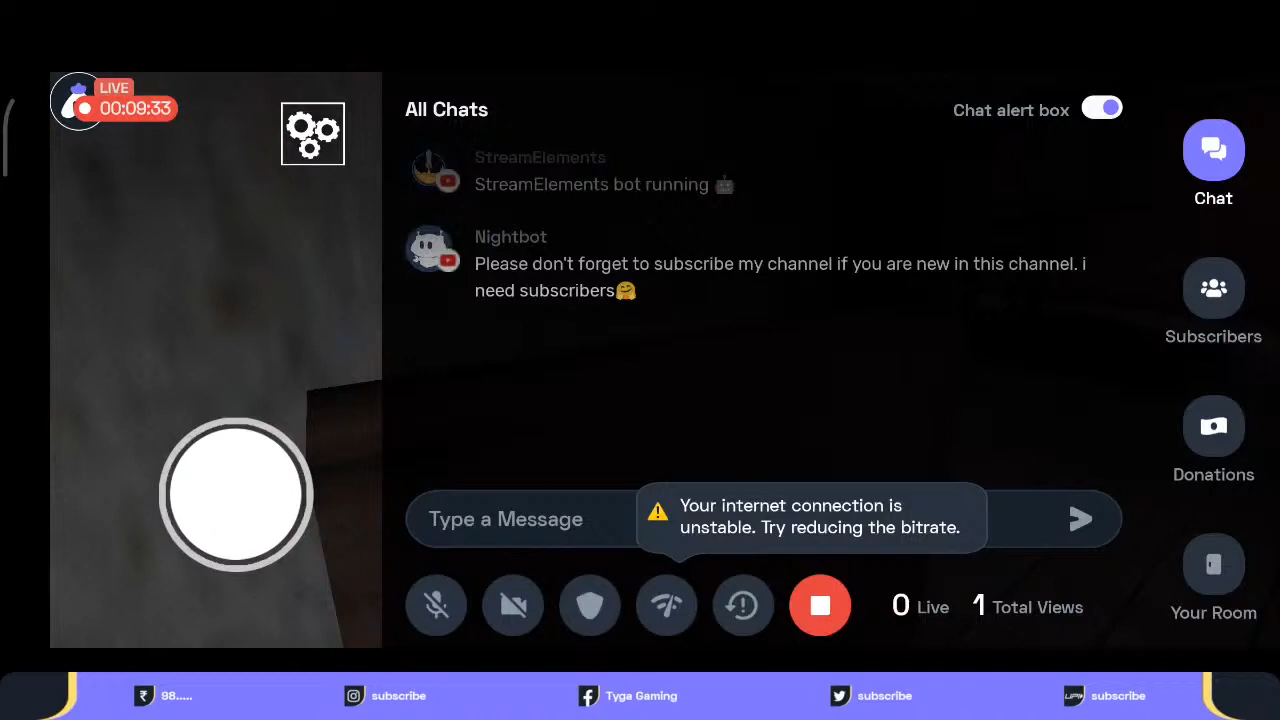 LIVE
00:09:33
All Chats
Chat alert box
StreamElements
StreamElements bot running 🤖
Nightbot
Please don't forget to subscribe my channel if you are new in this channel. i
need subscribers🤗
Chat
Subscribers
Donations
Your Room
Type a Message
Your internet connection is
unstable. Try reducing the bitrate.
0 Live
1 Total Views
₹ 98.....
subscribe
Tyga Gaming
subscribe
UPI subscribe